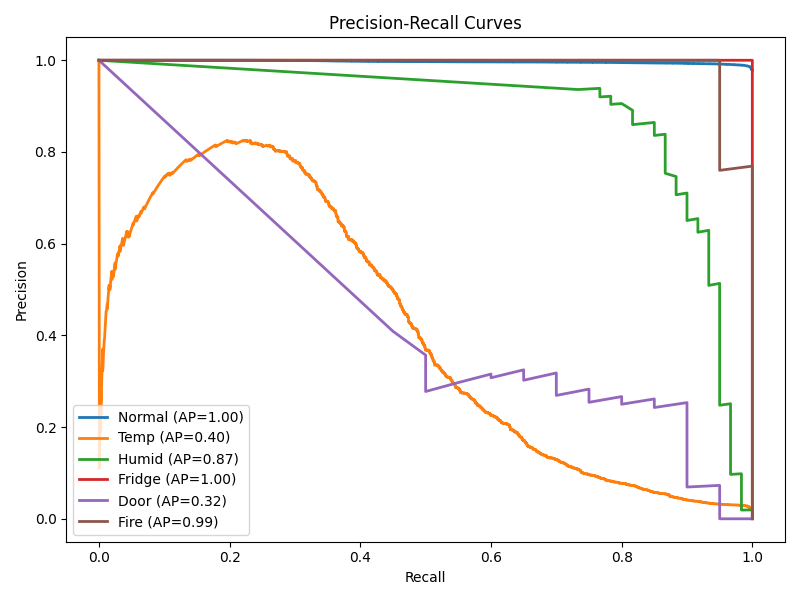 Precision-Recall Curves
Precision
1.0
0.8
0.6
0.4
0.2
0.0
Normal (AP=1.00)
Temp (AP=0.40)
Humid (AP=0.87)
Fridge (AP=1.00)
Door (AP=0.32)
Fire (AP=0.99)
0.0 0.2 0.4 0.6 0.8 1.0
Recall